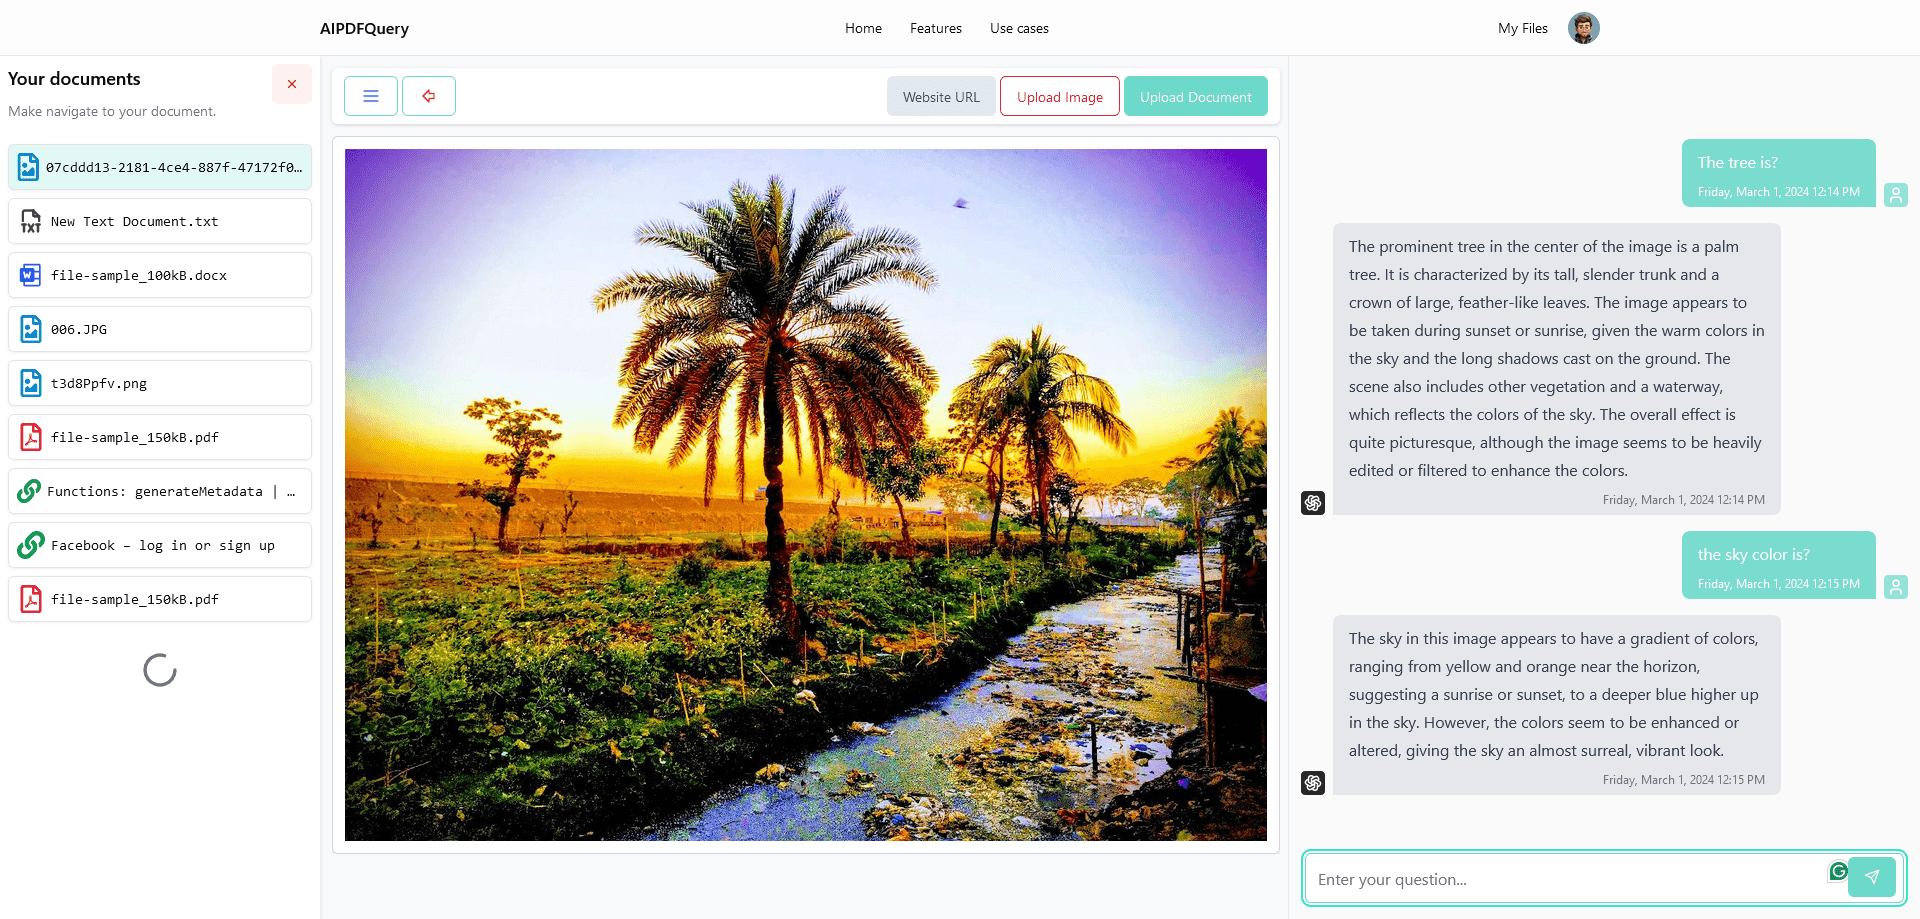 AIPDFQuery
Home Features Use cases
My Files
Your documents
Make navigate to your document.
07cddd13-2181-4ce4-887f-47172f0...
New Text Document.txt
file-sample_100kB.docx
006.JPG
t3d8Ppfv.png
file-sample_150kB.pdf
Functions: generateMetadata | ...
Facebook – log in or sign up
file-sample_150kB.pdf
Website URL Upload Image Upload Document
The tree is?
Friday, March 1, 2024 12:14 PM
The prominent tree in the center of the image is a palm
tree. It is characterized by its tall, slender trunk and a
crown of large, feather-like leaves. The image appears to
be taken during sunset or sunrise, given the warm colors in
the sky and the long shadows cast on the ground. The
scene also includes other vegetation and a waterway,
which reflects the colors of the sky. The overall effect is
quite picturesque, although the image seems to be heavily
edited or filtered to enhance the colors.
Friday, March 1, 2024 12:14 PM
the sky color is?
Friday, March 1, 2024 12:15 PM
The sky in this image appears to have a gradient of colors,
ranging from yellow and orange near the horizon,
suggesting a sunrise or sunset, to a deeper blue higher up
in the sky. However, the colors seem to be enhanced or
altered, giving the sky an almost surreal, vibrant look.
Friday, March 1, 2024 12:15 PM
Enter your question...